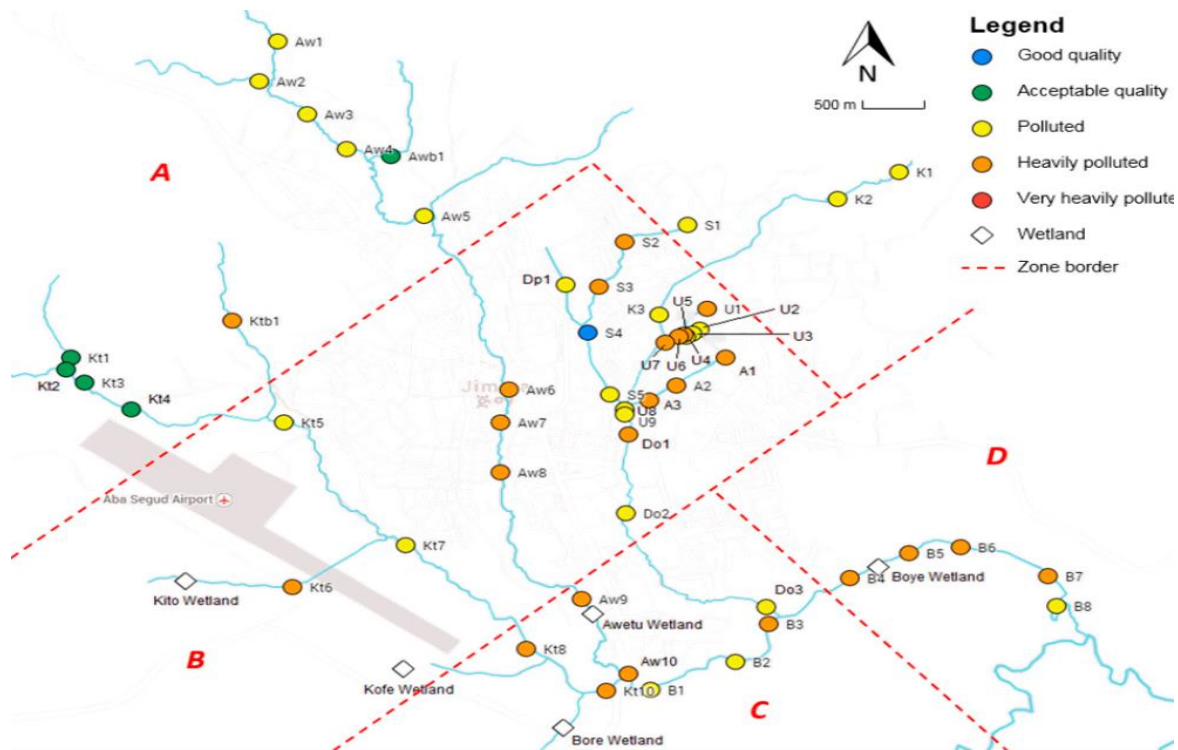 Legend
Good quality
Acceptable quality
Polluted
Heavily polluted
Very heavily pollute
Wetland
Zone border
N
500 m
Aw1
Aw2
Aw3
Aw4
Awb1
A
Aw5
K1
K2
S1
S2
Dp1
S3
K3
U5
U1
U2
U3
S4
U4
U7
U6
A1
Ktb1
Kt1
Kt2
Kt3
Kt4
Kt5
Aw6
Aw7
Aw8
A2
S5
A3
U8
U9
Do1
D
Aba Segud Airport
Do2
Kt7
Kt6
Kito Wetland
B4
Boye Wetland
B5
B6
B7
B8
Do3
B3
Aw9
Awetu Wetland
B
Kt8
Kofe Wetland
Aw10
B2
Kt10
B1
C
Bore Wetland